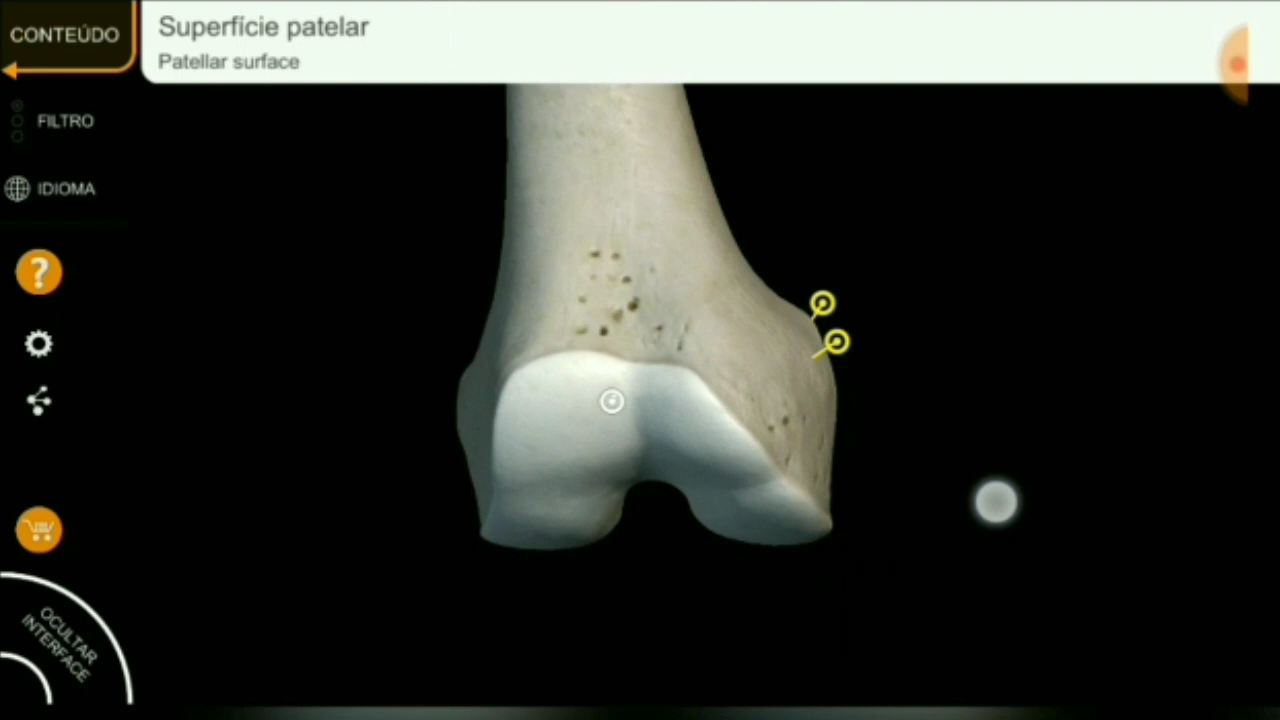 CONTEÚDO
Superfície patelar
Patellar surface
FILTRO
IDIOMA
?
OCULTAR
INTERFACE